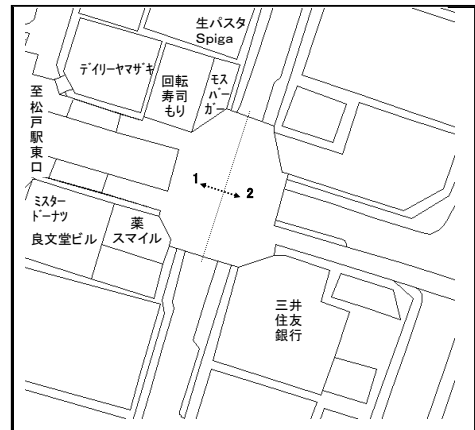 生パスタ
Spiga
デイリーヤマザキ
回転
寿司
もり
モス
バー
ガー
至松戸駅東口
1
2
ミスター
ドーナツ
良文堂ビル
薬
スマイル
三井
住友
銀行